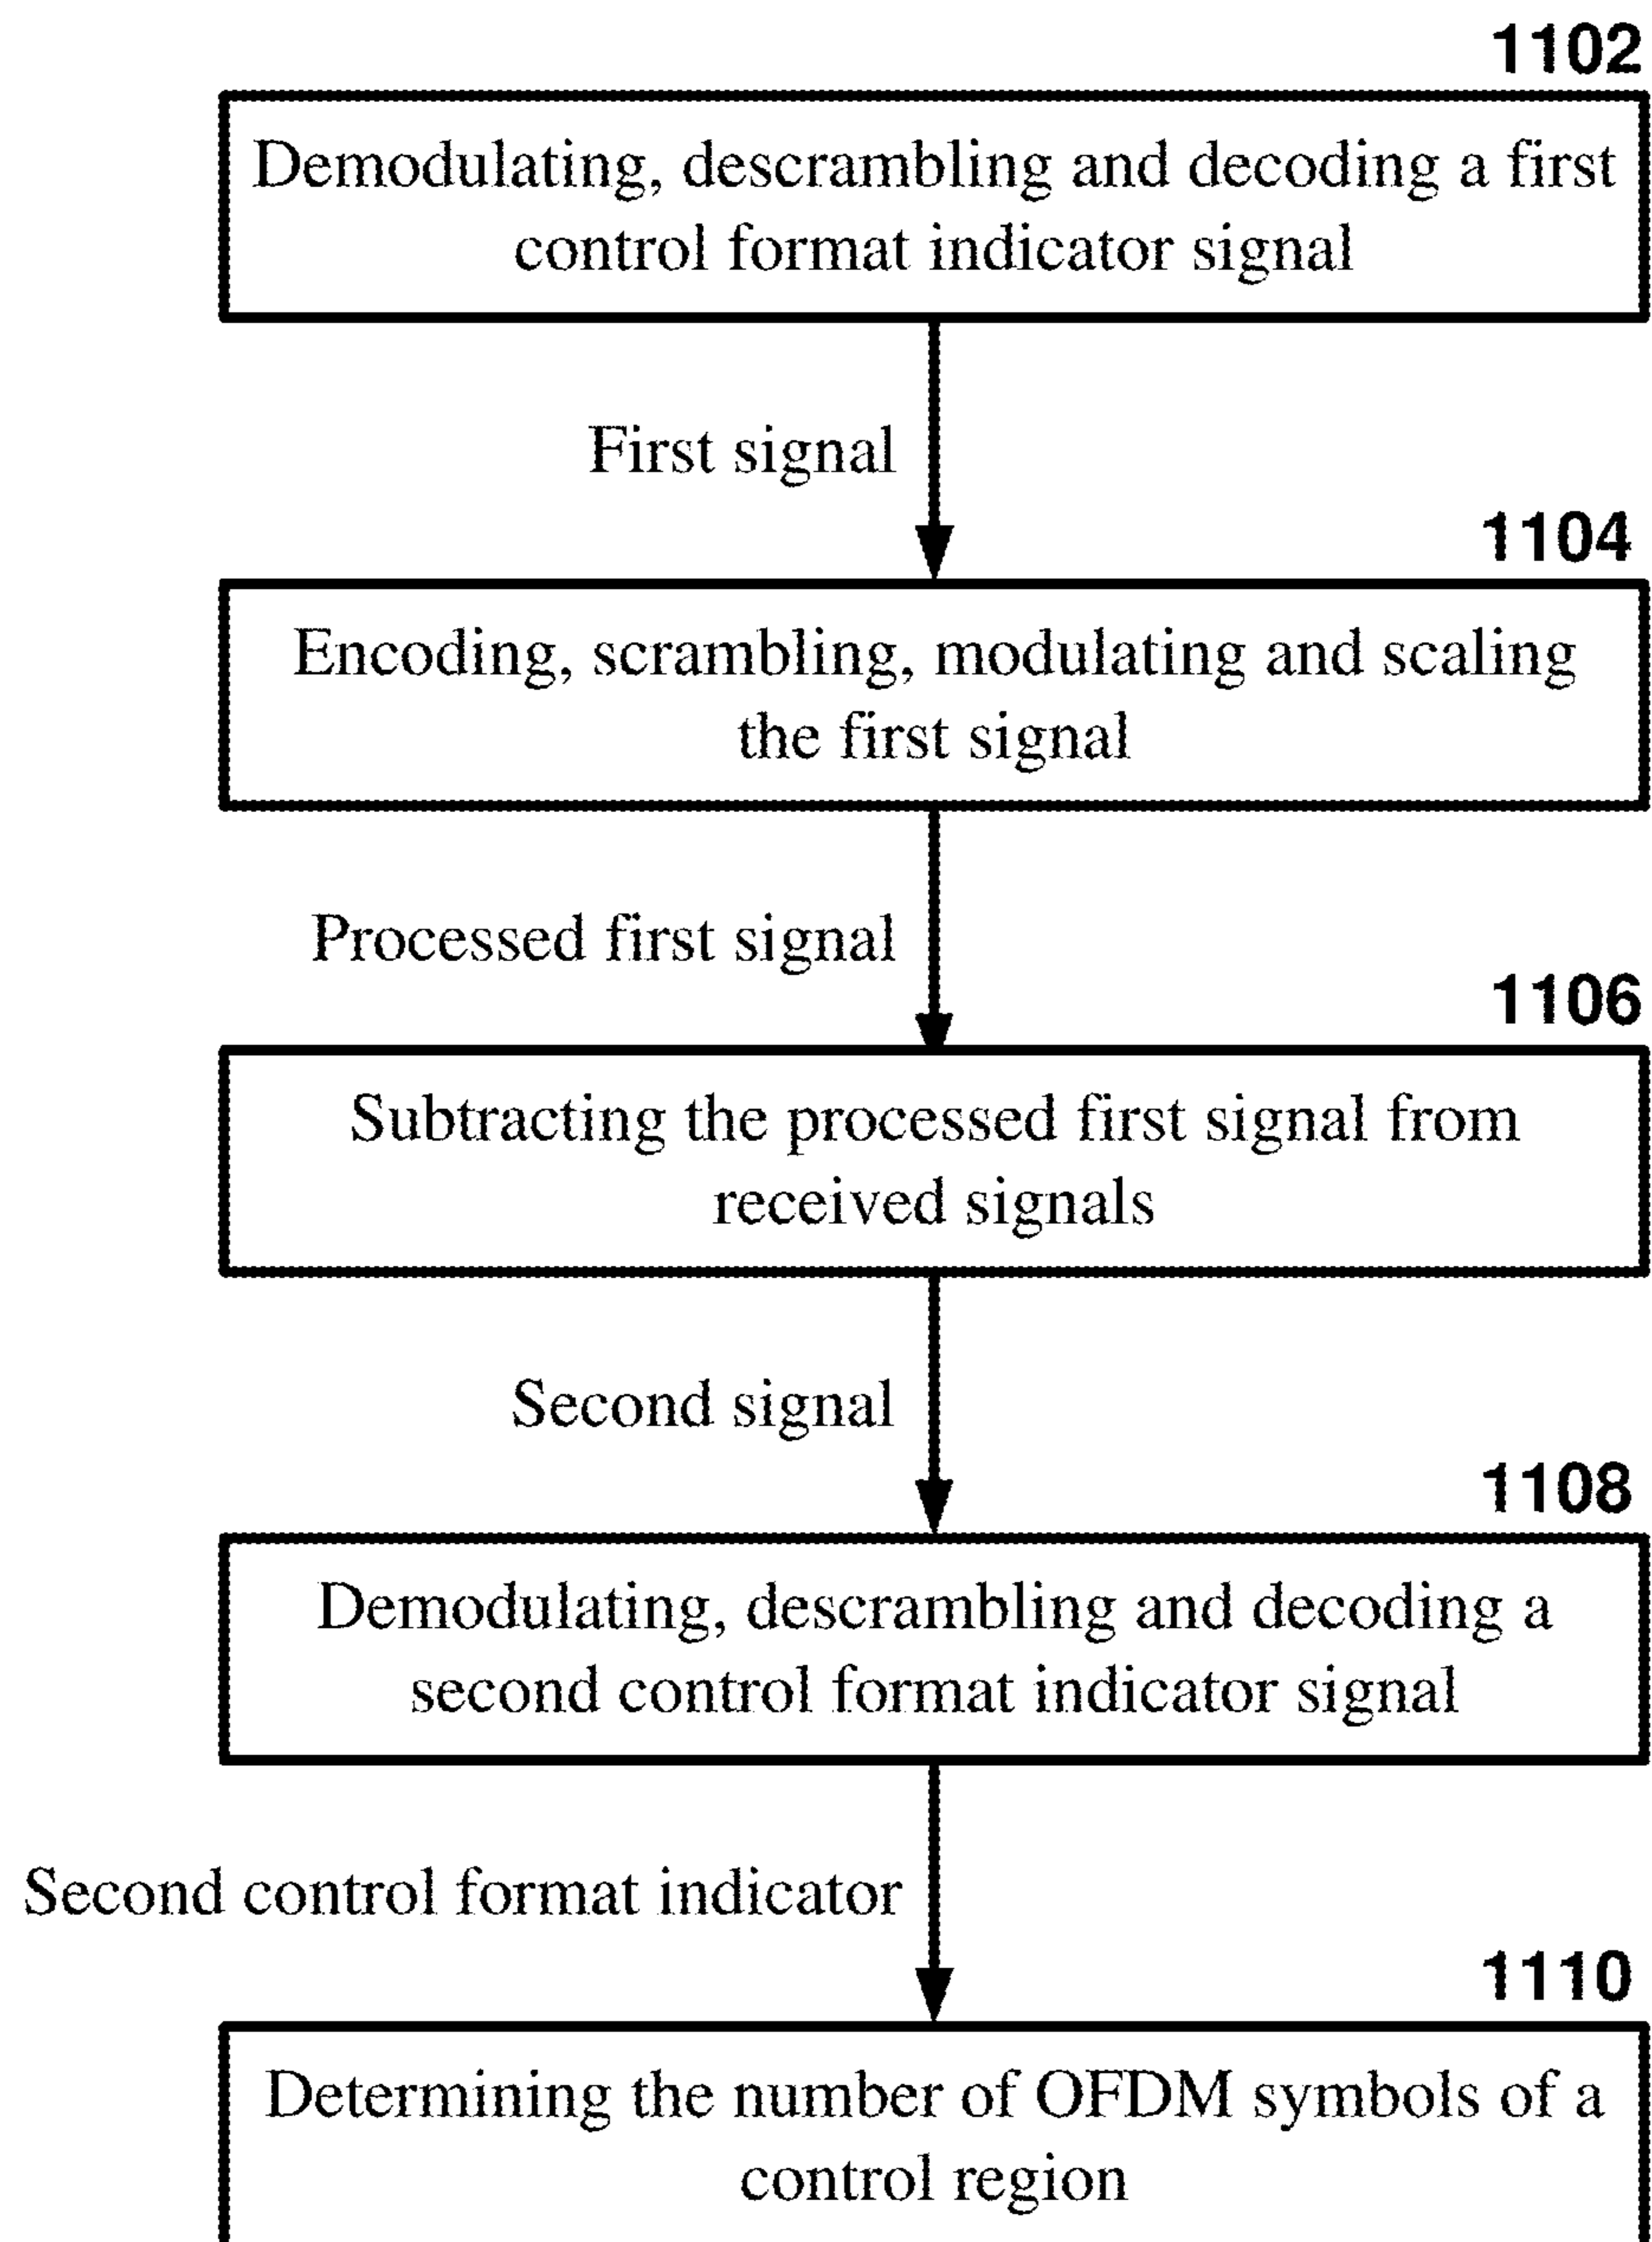 1102
Demodulating, descrambling and decoding a first
control format indicator signal
First signal
1104
Encoding, scrambling, modulating and scaling
the first signal
Processed first signal
1106
Subtracting the processed first signal from
received signals
Second signal
1108
Demodulating, descrambling and decoding a
second control format indicator signal
Second control format indicator
1110
Determining the number of OFDM symbols of a
control region